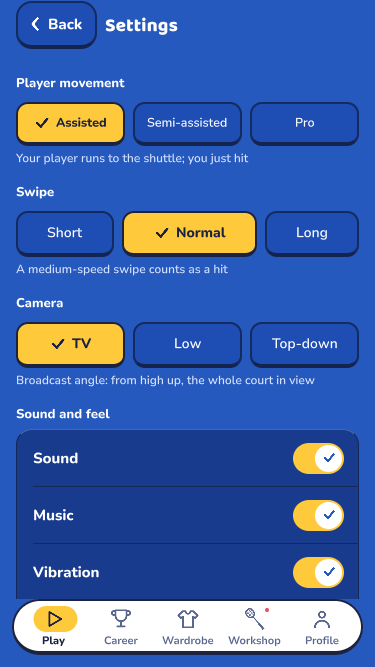 Back
Settings
Player movement
Assisted
Semi-assisted
Pro
Your player runs to the shuttle; you just hit
Swipe
Short
Normal
Long
A medium-speed swipe counts as a hit
Camera
TV
Low
Top-down
Broadcast angle: from high up, the whole court in view
Sound and feel
Sound
Music
Vibration
Play
Career
Wardrobe
Workshop
Profile